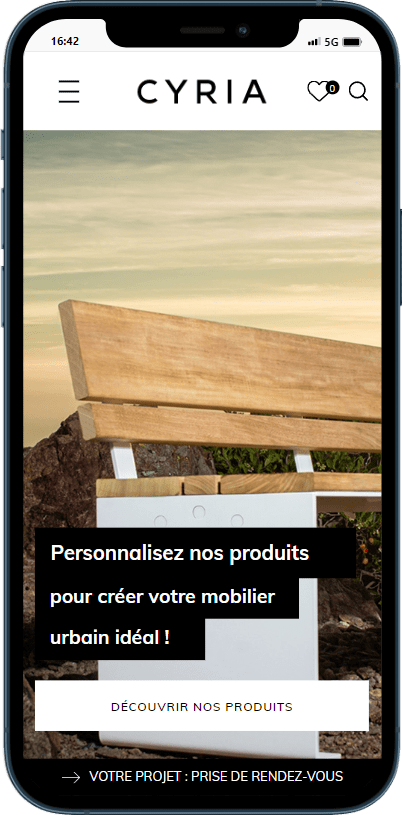 16:42
5G
CYRIA
0
Personnalisez nos produits
pour créer votre mobilier
urbain idéal !
DÉCOUVRIR NOS PRODUITS
VOTRE PROJET : PRISE DE RENDEZ-VOUS